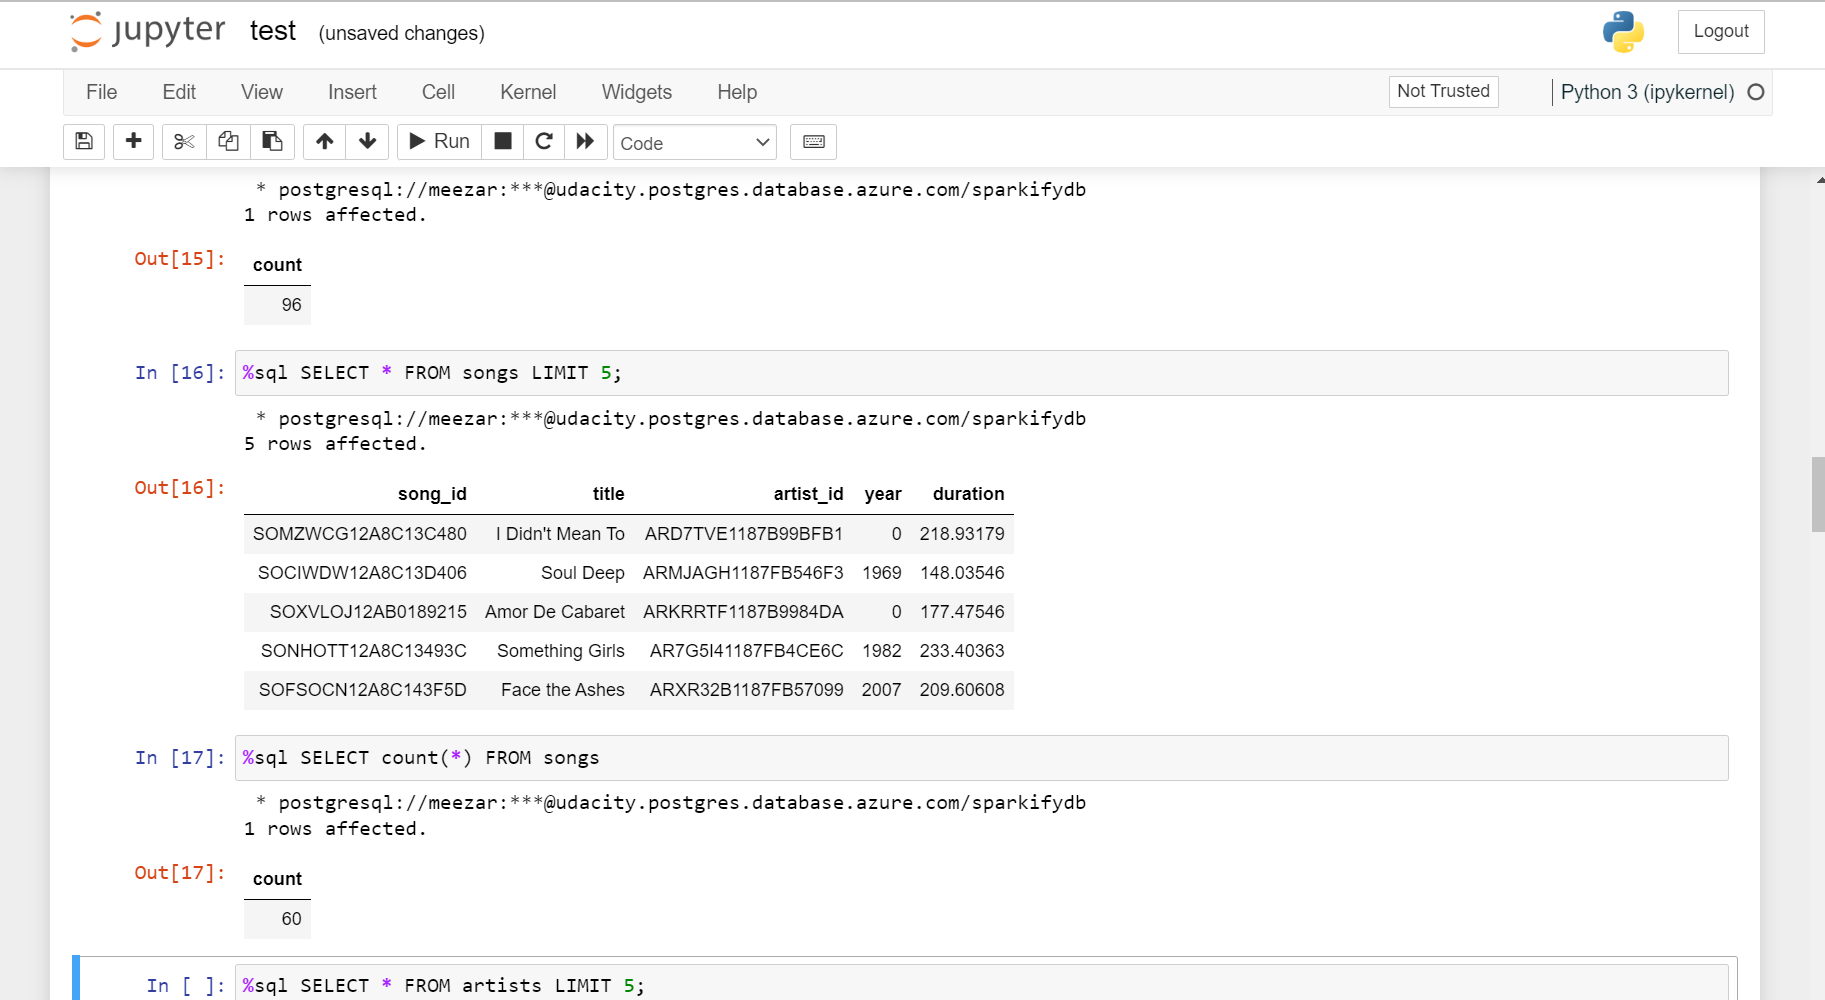 jupyter test (unsaved changes) Logout
File Edit View Insert Cell Kernel Widgets Help Not Trusted Python 3 (ipykernel)
Run Code
* postgresql://meezar:***@udacity.postgres.database.azure.com/sparkifydb
1 rows affected.
Out[15]: count
96
In [16]: %sql SELECT * FROM songs LIMIT 5;
* postgresql://meezar:***@udacity.postgres.database.azure.com/sparkifydb
5 rows affected.
Out[16]: song_id title artist_id year duration
SOMZWCG12A8C13C480 I Didn't Mean To ARD7TVE1187B99BFB1 0 218.93179
SOCIWDW12A8C13D406 Soul Deep ARMJAGH1187FB546F3 1969 148.03546
SOXVLOJ12AB0189215 Amor De Cabaret ARKRRTF1187B9984DA 0 177.47546
SONHOTT12A8C13493C Something Girls AR7G5I41187FB4CE6C 1982 233.40363
SOFSOCN12A8C143F5D Face the Ashes ARXR32B1187FB57099 2007 209.60608
In [17]: %sql SELECT count(*) FROM songs
* postgresql://meezar:***@udacity.postgres.database.azure.com/sparkifydb
1 rows affected.
Out[17]: count
60
In [ ]: %sql SELECT * FROM artists LIMIT 5;